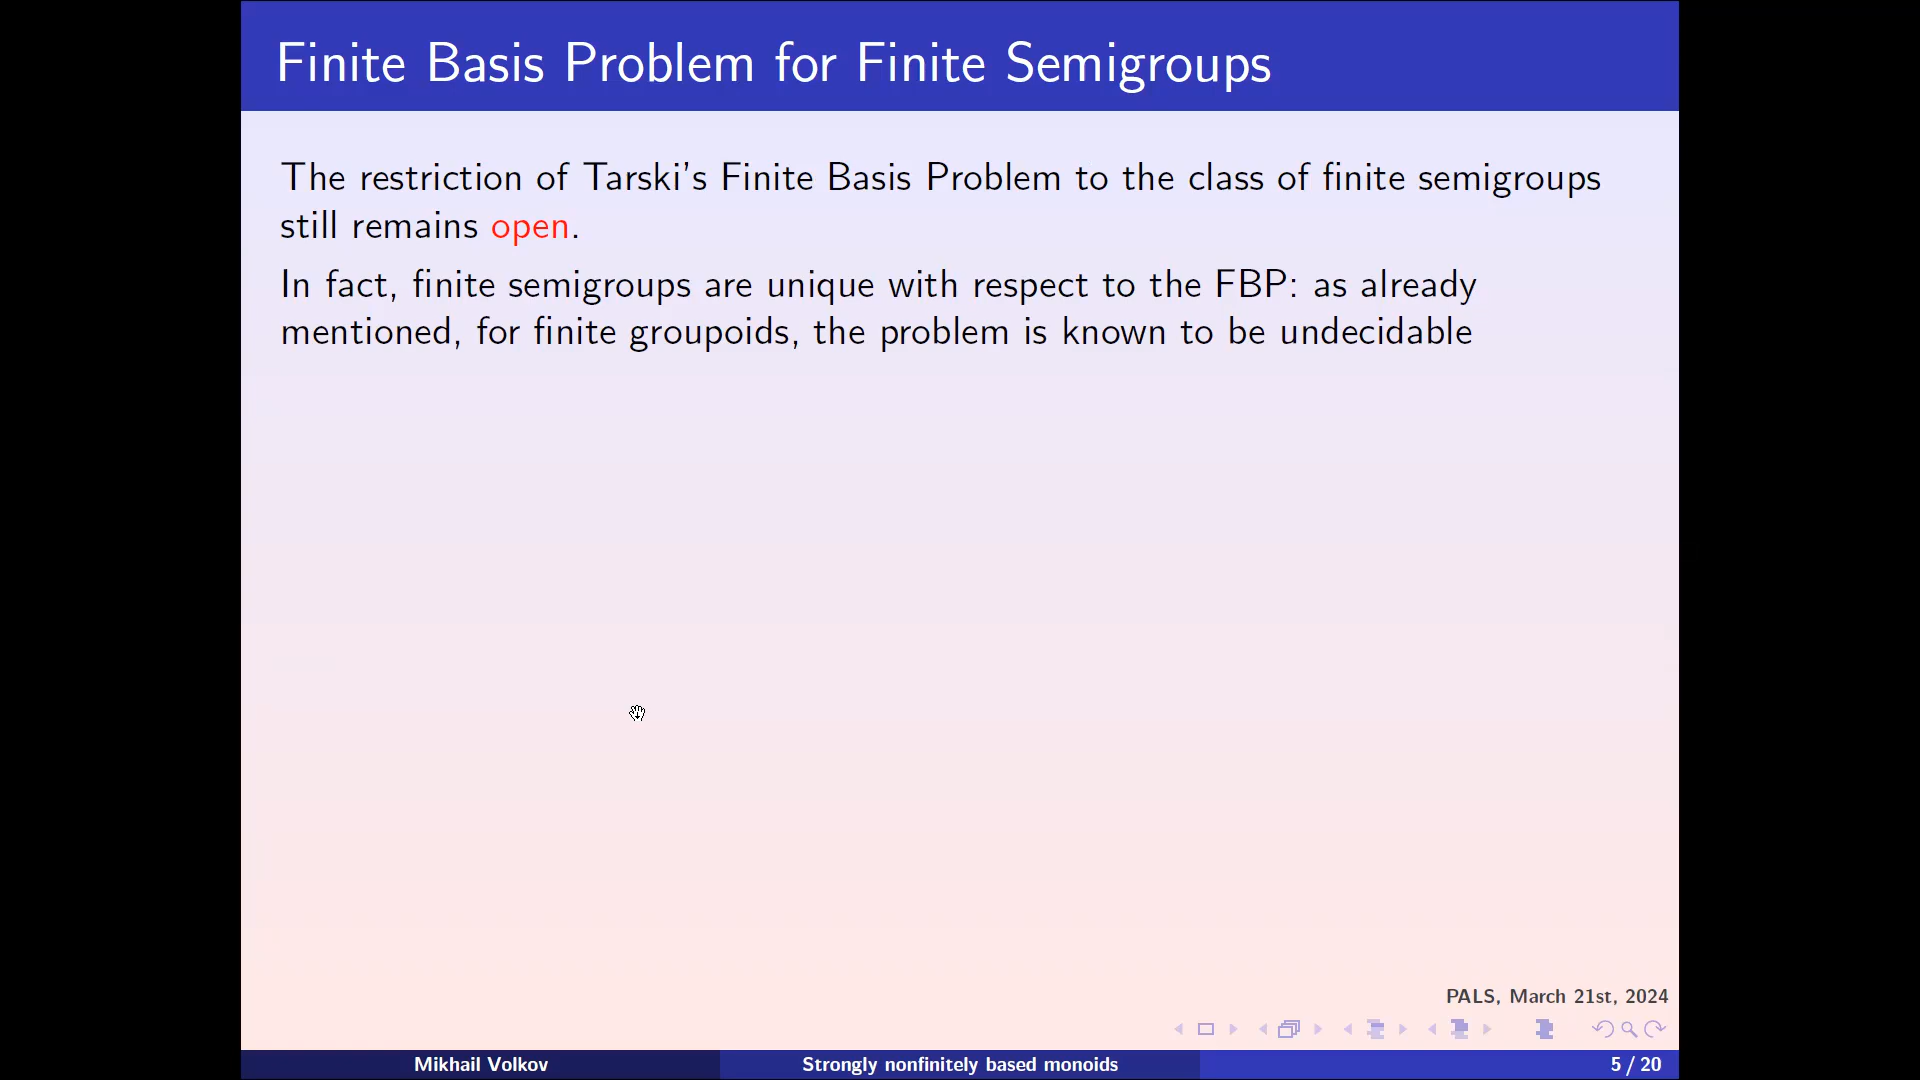 Finite Basis Problem for Finite Semigroups
The restriction of Tarski's Finite Basis Problem to the class of finite semigroups
still remains open.
In fact, finite semigroups are unique with respect to the FBP: as already
mentioned, for finite groupoids, the problem is known to be undecidable
PALS, March 21st, 2024
Mikhail Volkov
Strongly nonfinitely based monoids
5 / 20